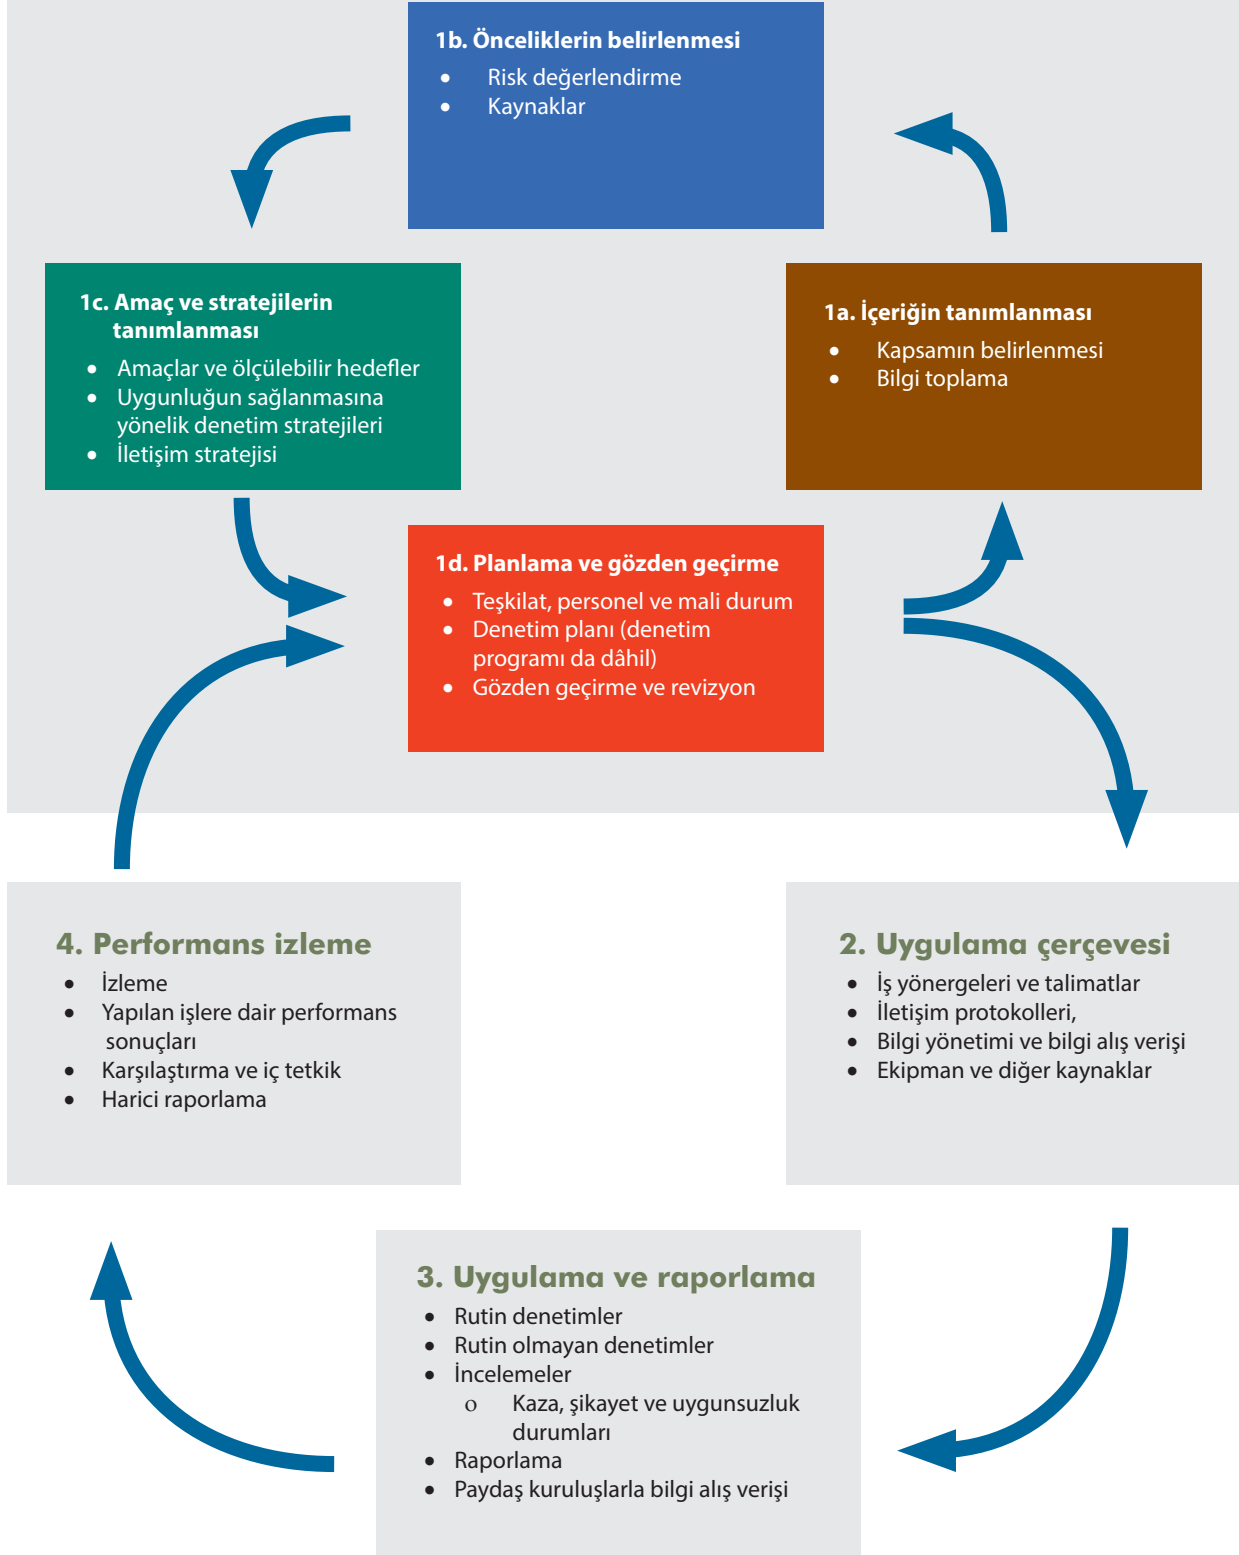 1b. Önceliklerin belirlenmesi
• Risk değerlendirme
• Kaynaklar
1c. Amaç ve stratejilerin
tanımlanması
• Amaçlar ve ölçülebilir hedefler
• Uygunluğun sağlanmasına
yönelik denetim stratejileri
• İletişim stratejisi
1a. İçeriğin tanımlanması
• Kapsamın belirlenmesi
• Bilgi toplama
1d. Planlama ve gözden geçirme
• Teşkilat, personel ve mali durum
• Denetim planı (denetim
programı da dâhil)
• Gözden geçirme ve revizyon
4. Performans izleme
• İzleme
• Yapılan işlere dair performans
sonuçları
• Karşılaştırma ve iç tetkik
• Harici raporlama
2. Uygulama çerçevesi
• İş yönergeleri ve talimatlar
• İletişim protokolleri,
• Bilgi yönetimi ve bilgi alış verişi
• Ekipman ve diğer kaynaklar
3. Uygulama ve raporlama
• Rutin denetimler
• Rutin olmayan denetimler
• İncelemeler
o Kaza, şikayet ve uygunsuzluk
durumları
• Raporlama
• Paydaş kuruluşlarla bilgi alış verişi